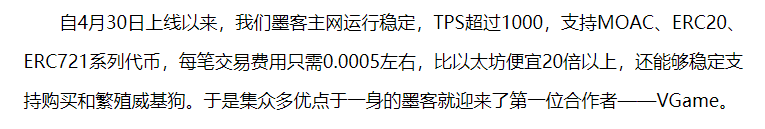 自4月30日上线以来，我们墨客主网运行稳定，TPS超过1000，支持MOAC、ERC20、
ERC721系列代币，每笔交易费用只需0.0005左右，比以太坊便宜20倍以上，还能够稳定支
持购买和繁殖威基狗。于是集众多优点于一身的墨客就迎来了第一位合作者——VGame。